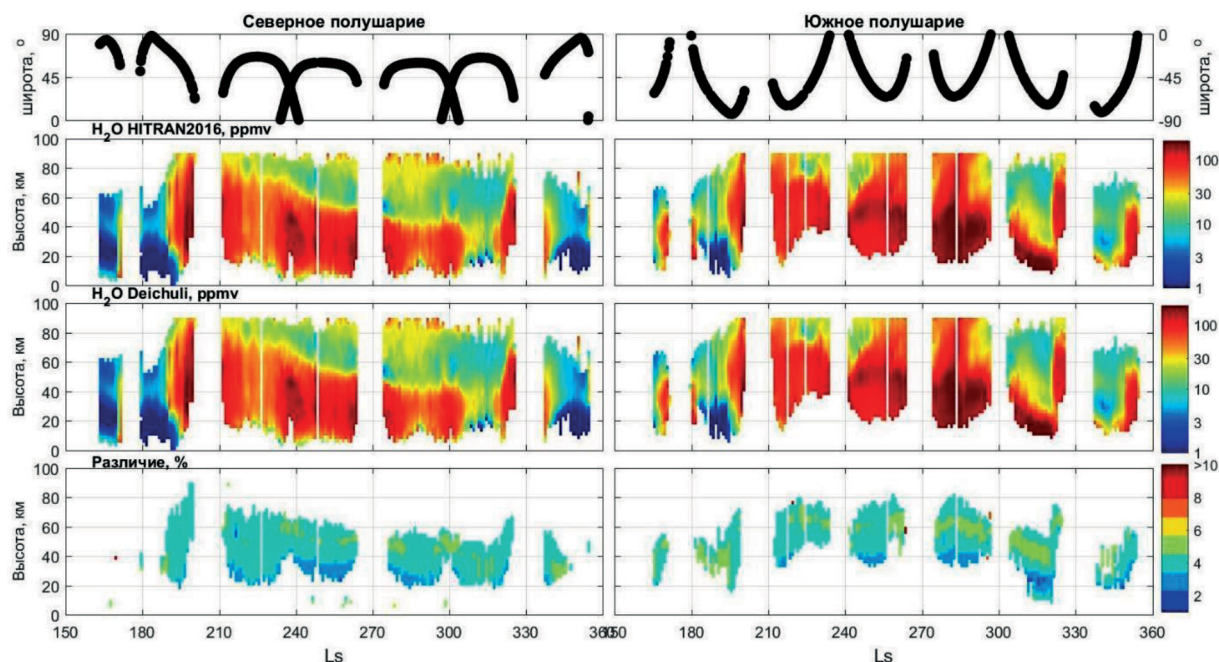 Северное полушарие
Южное полушарие
90
45
0
широта, °
0
-45
-90
широта, °
H2O HITRAN2016, ppmv
100
80
60
40
20
0
Высота, км
100
30
10
3
1
H2O Deichuli, ppmv
100
80
60
40
20
0
Высота, км
100
30
10
3
1
Различие, %
100
80
60
40
20
0
Высота, км
>10
8
6
4
2
150 180 210 240 270 300 330
180 210 240 270 300 330 360
Ls
Ls